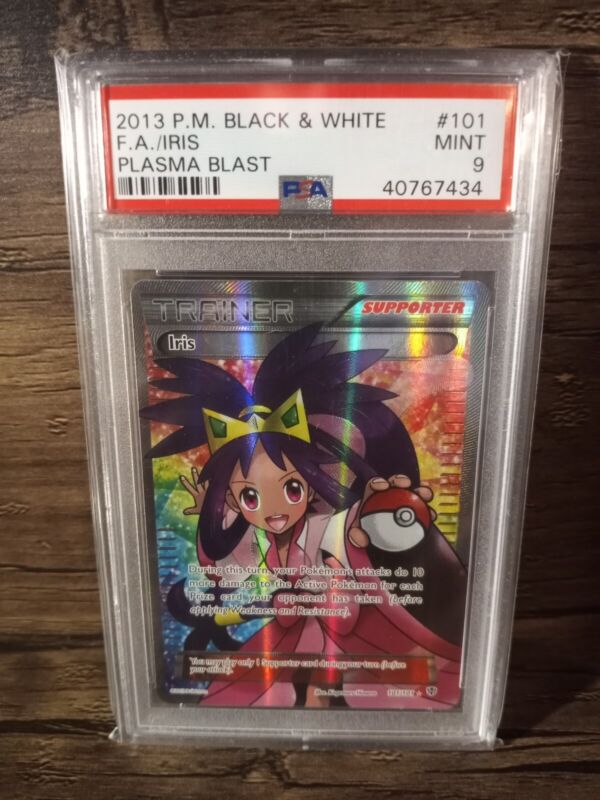 2013 P.M. BLACK & WHITE #101
F.A./IRIS MINT
PLASMA BLAST 9
PSA 40767434
TRAINER SUPPORTER
Iris
During this turn, your Pokémon's attacks do 10
more damage to the Active Pokémon for each
Prize card your opponent has taken (before
applying Weakness and Resistance).
You may play only 1 Supporter card during your turn (before
your attack).
101/101